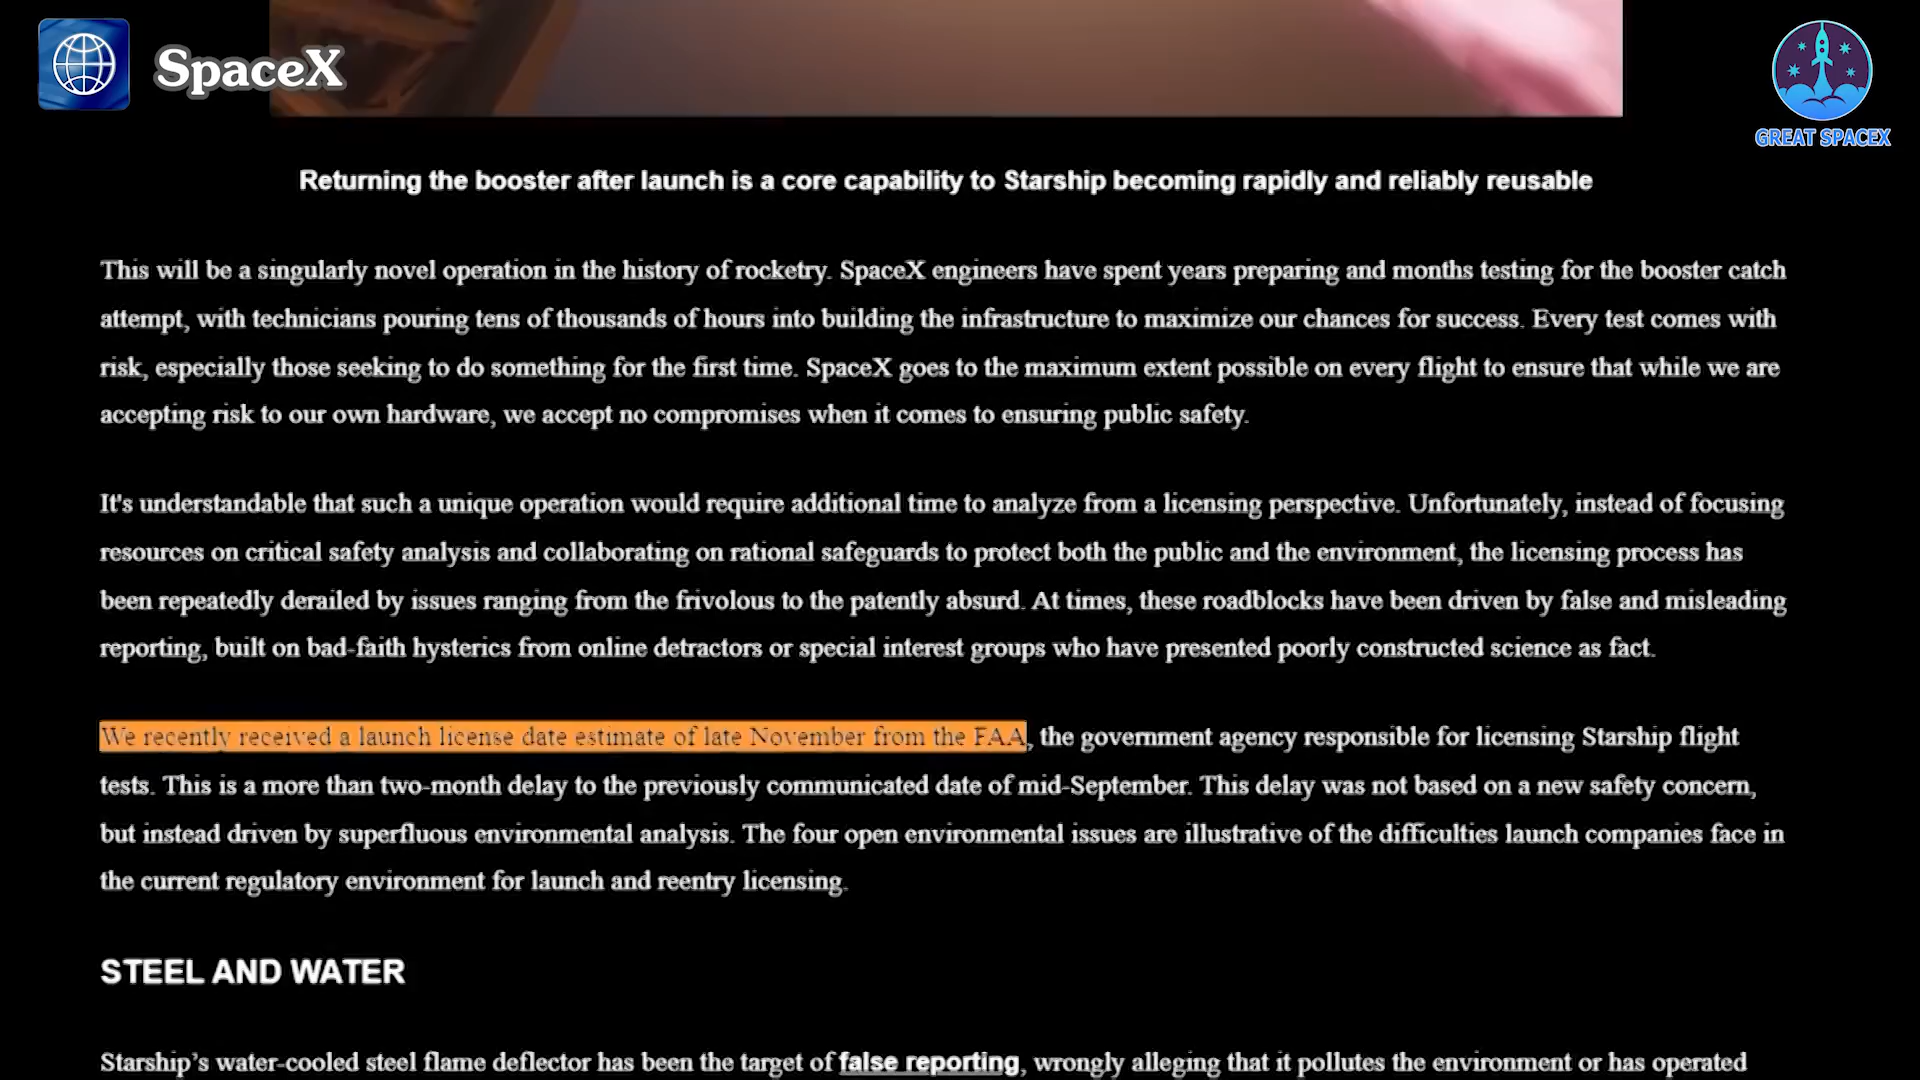 SpaceX
GREAT SPACEX
Returning the booster after launch is a core capability to Starship becoming rapidly and reliably reusable
This will be a singularly novel operation in the history of rocketry. SpaceX engineers have spent years preparing and months testing for the booster catch
attempt, with technicians pouring tens of thousands of hours into building the infrastructure to maximize our chances for success. Every test comes with
risk, especially those seeking to do something for the first time. SpaceX goes to the maximum extent possible on every flight to ensure that while we are
accepting risk to our own hardware, we accept no compromises when it comes to ensuring public safety.
It's understandable that such a unique operation would require additional time to analyze from a licensing perspective. Unfortunately, instead of focusing
resources on critical safety analysis and collaborating on rational safeguards to protect both the public and the environment, the licensing process has
been repeatedly derailed by issues ranging from the frivolous to the patently absurd. At times, these roadblocks have been driven by false and misleading
reporting, built on bad-faith hysterics from online detractors or special interest groups who have presented poorly constructed science as fact.
We recently received a launch license date estimate of late November from the FAA, the government agency responsible for licensing Starship flight
tests. This is a more than two-month delay to the previously communicated date of mid-September. This delay was not based on a new safety concern,
but instead driven by superfluous environmental analysis. The four open environmental issues are illustrative of the difficulties launch companies face in
the current regulatory environment for launch and reentry licensing.
STEEL AND WATER
Starship’s water-cooled steel flame deflector has been the target of false reporting, wrongly alleging that it pollutes the environment or has operated